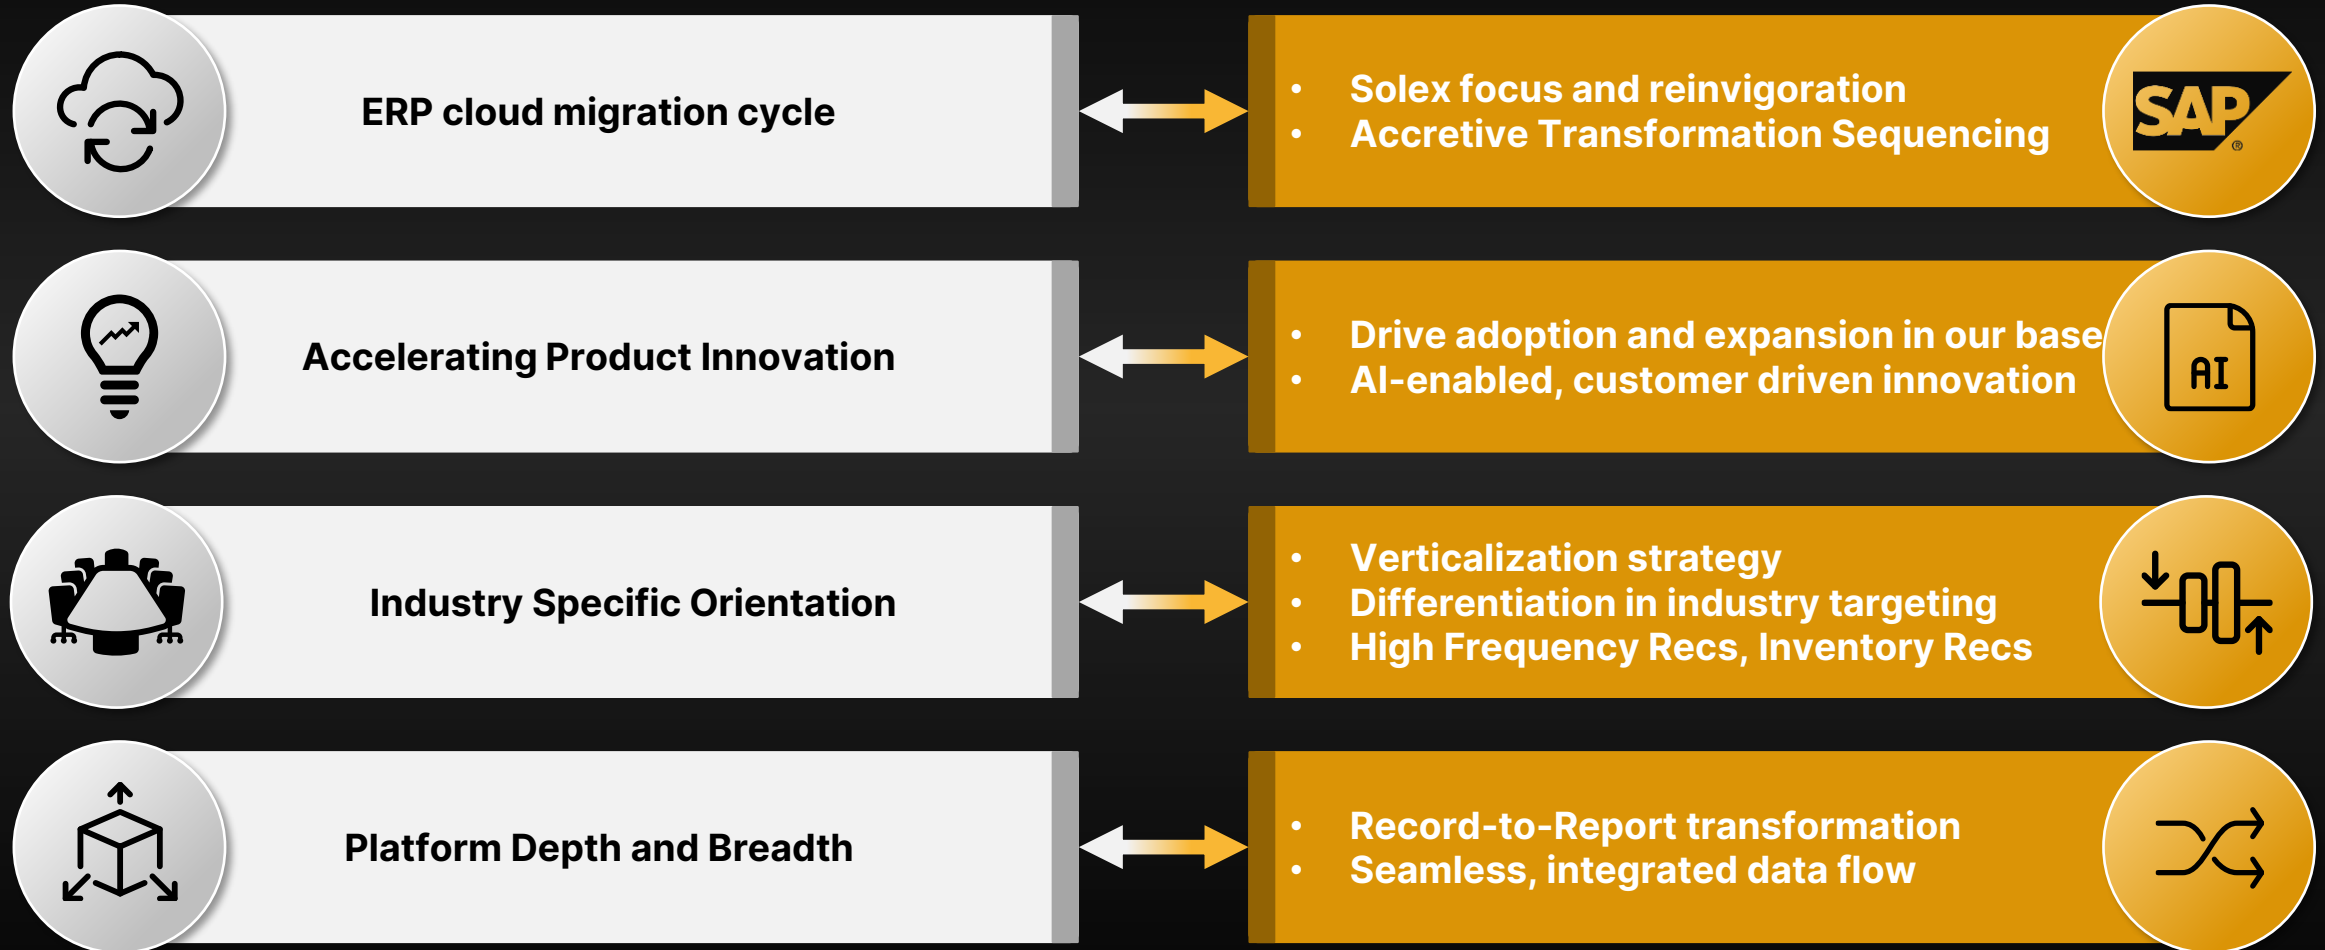 ERP cloud migration cycle
• Solex focus and reinvigoration
• Accretive Transformation Sequencing
SAP®
Accelerating Product Innovation
• Drive adoption and expansion in our base
• AI-enabled, customer driven innovation
AI
Industry Specific Orientation
• Verticalization strategy
• Differentiation in industry targeting
• High Frequency Recs, Inventory Recs
Platform Depth and Breadth
• Record-to-Report transformation
• Seamless, integrated data flow